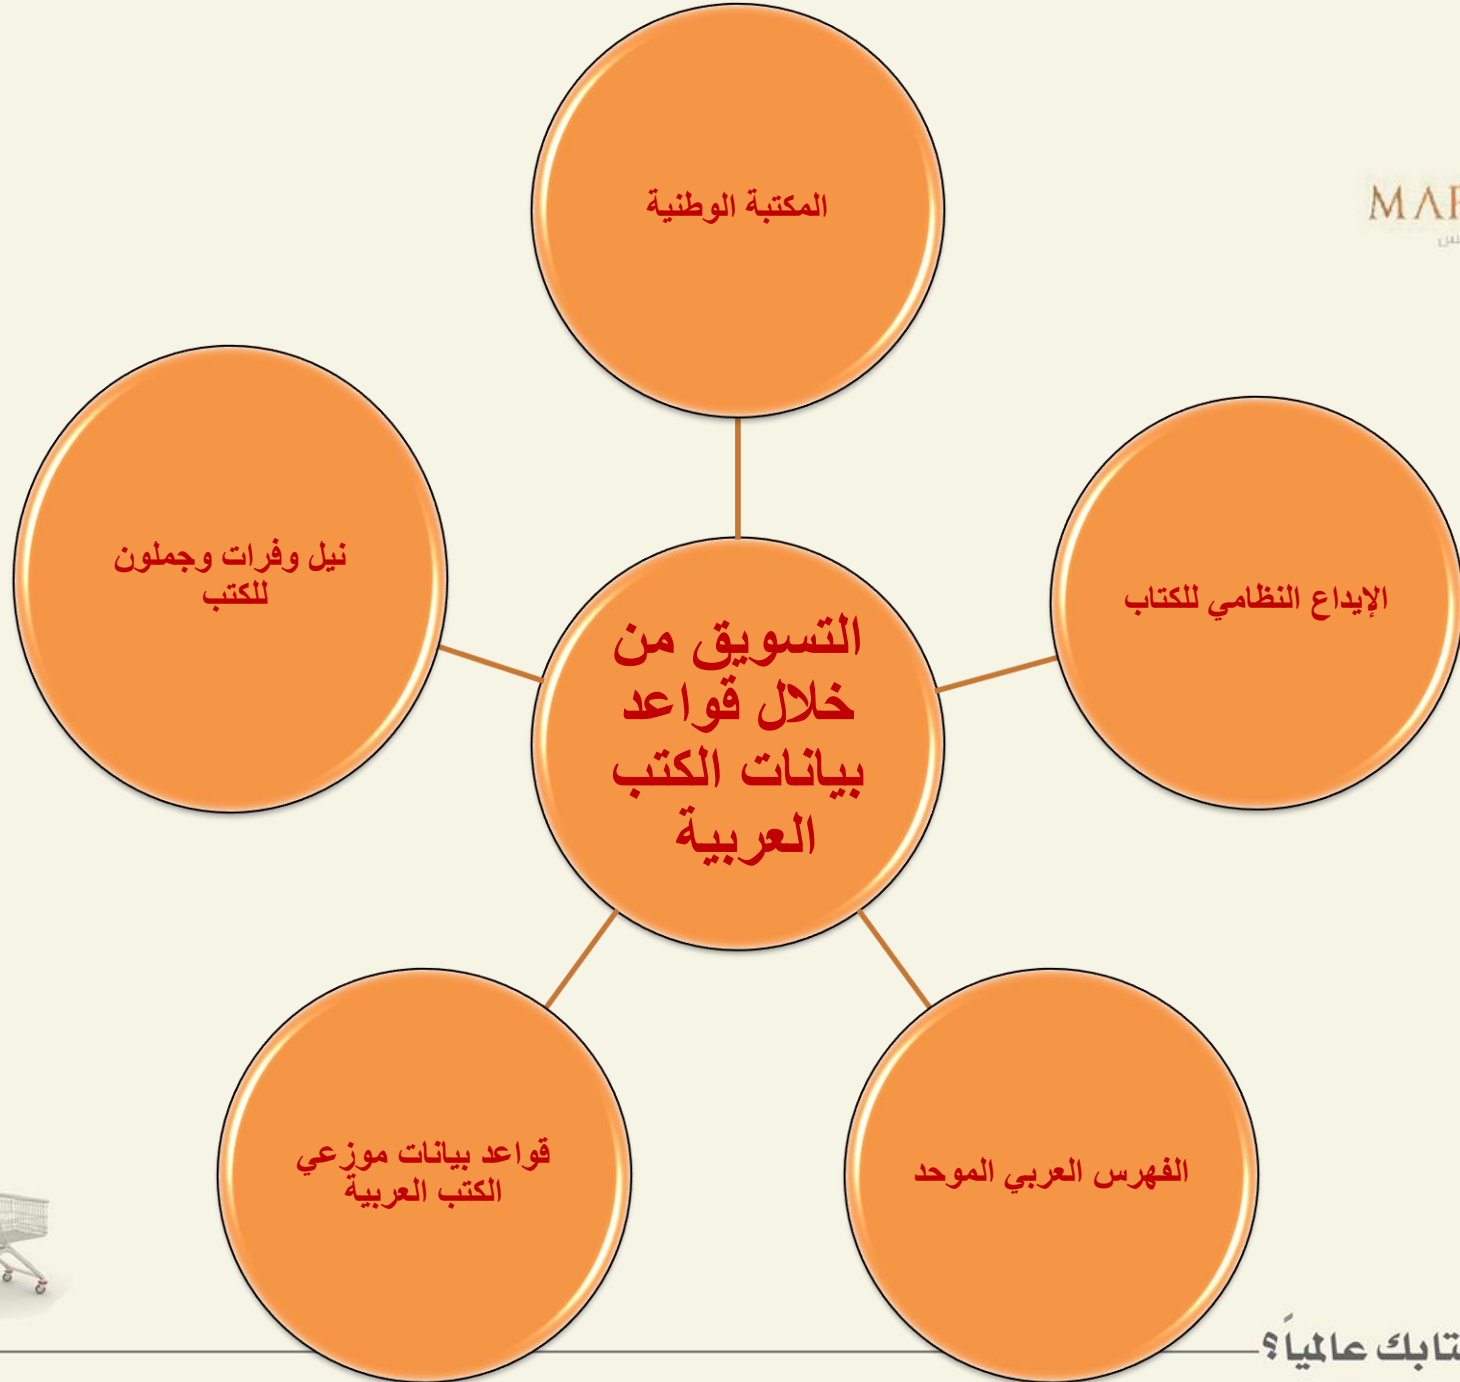 المكتبة الوطنية
الإيداع النظامي للكتاب
نيل وفرات وجملون
للكتب
التسويق من
خلال قواعد
بيانات الكتب
العربية
الفهرس العربي الموحد
قواعد بيانات موزعي
الكتب العربية
عالمياً؟